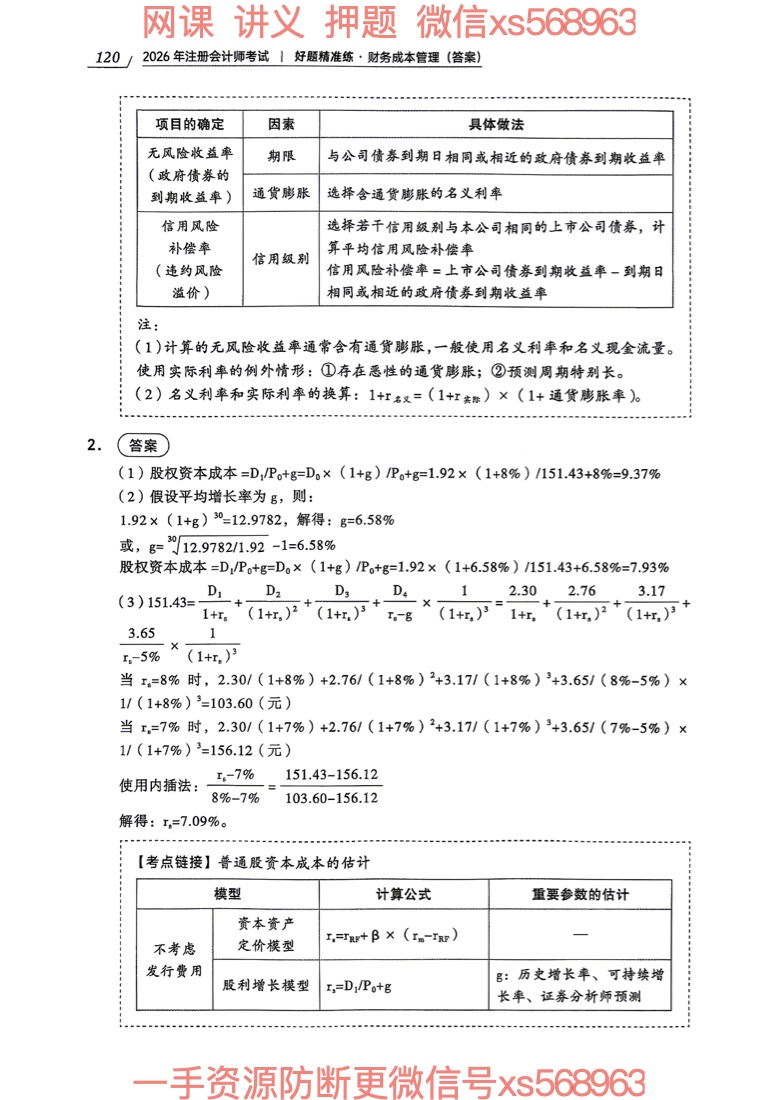 网课 讲义 押题 微信xs568963
120 / 2026 年注册会计师考试 | 好题精准练 · 财务成本管理（答案）
项目的确定 因素 具体做法
无风险收益率（政府债券的到期收益率） 期限 与公司债券到期日相同或相近的政府债券到期收益率
通货膨胀 选择含通货膨胀的名义利率
信用风险补偿率（违约风险溢价） 信用级别 选择若干信用级别与本公司相同的上市公司债券，计
算平均信用风险补偿率
信用风险补偿率 = 上市公司债券到期收益率 – 到期日
相同或相近的政府债券到期收益率
注：
（1）计算的无风险收益率通常含有通货膨胀，一般使用名义利率和名义现金流量。
使用实际利率的例外情形：①存在恶性的通货膨胀；②预测周期特别长。
（2）名义利率和实际利率的换算：1+r名义=（1+r实际）×（1+ 通货膨胀率）。
2. 答案
（1）股权资本成本 =D₁/P₀+g=D₀×（1+g）/P₀+g=1.92×（1+8%）/151.43+8%=9.37%
（2）假设平均增长率为 g，则：
1.92×（1+g）³⁰=12.9782，解得：g=6.58%
或，g=³⁰√12.9782/1.92 -1=6.58%
股权资本成本 =D₁/P₀+g=D₀×（1+g）/P₀+g=1.92×（1+6.58%）/151.43+6.58%=7.93%
（3）151.43= D₁/1+rₛ + D₂/（1+rₛ）² + D₃/（1+rₛ）³ + D₄/rₛ-g × 1/（1+rₛ）³ = 2.30/1+rₛ + 2.76/（1+rₛ）² + 3.17/（1+rₛ）³ +
3.65/rₛ-5% × 1/（1+rₛ）³
当 rₛ=8% 时，2.30/（1+8%）+2.76/（1+8%）²+3.17/（1+8%）³+3.65/（8%-5%）×
1/（1+8%）³=103.60（元）
当 rₛ=7% 时，2.30/（1+7%）+2.76/（1+7%）²+3.17/（1+7%）³+3.65/（7%-5%）×
1/（1+7%）³=156.12（元）
使用内插法： rₛ-7%/8%-7% = 151.43-156.12/103.60-156.12
解得：rₛ=7.09%。
【考点链接】普通股资本成本的估计
模型 计算公式 重要参数的估计
不考虑发行费用 资本资产定价模型 rₛ=r_RF+β×（r_m-r_RF） —
股利增长模型 rₛ=D₁/P₀+g g：历史增长率、可持续增
长率、证券分析师预测
一手资源防断更微信号xs568963